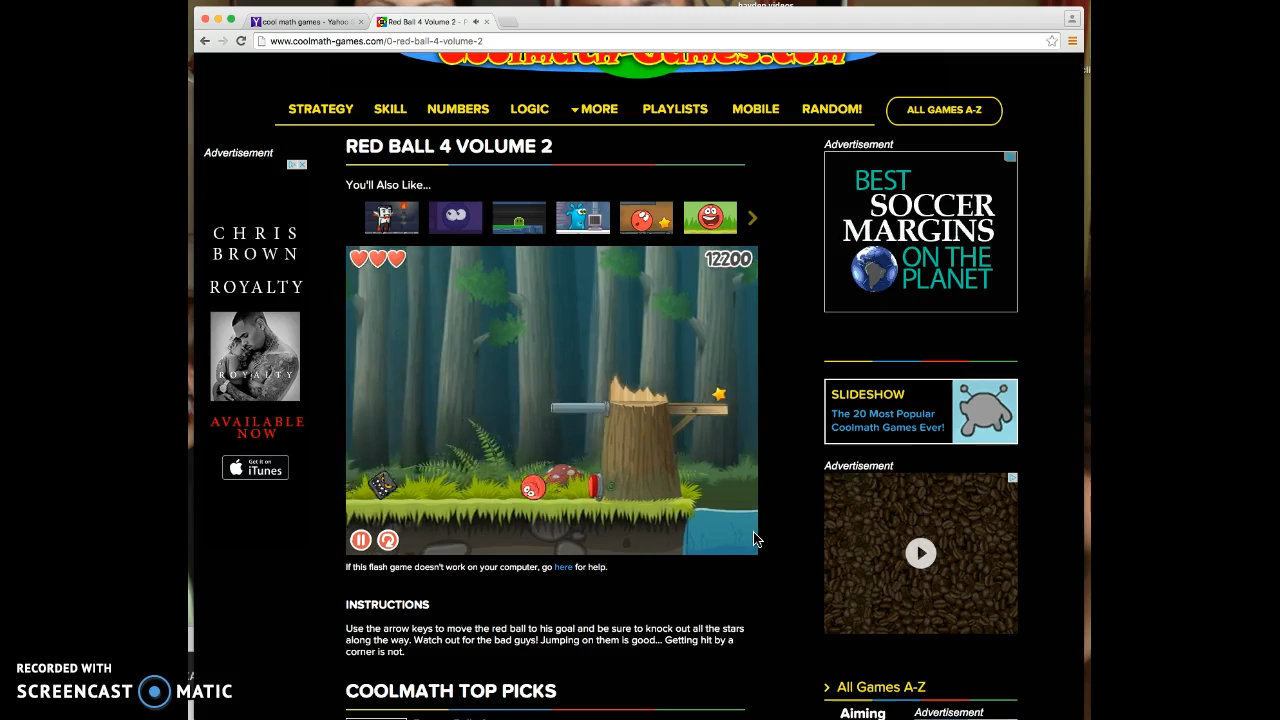 hayden videos
cool math games - Yahoo S
Red Ball 4 Volume 2 - P
www.coolmath-games.com/0-red-ball-4-volume-2
Coolmath-Games.com
STRATEGY SKILL NUMBERS LOGIC MORE PLAYLISTS MOBILE RANDOM! ALL GAMES A-Z
Advertisement
CHRIS
BROWN
ROYALTY
ROYALTY
AVAILABLE
NOW
Get it on
iTunes
RED BALL 4 VOLUME 2
You'll Also Like...
12200
If this flash game doesn't work on your computer, go here for help.
INSTRUCTIONS
Use the arrow keys to move the red ball to his goal and be sure to knock out all the stars
along the way. Watch out for the bad guys! Jumping on them is good... Getting hit by a
corner is not.
COOLMATH TOP PICKS
Advertisement
BEST
SOCCER
MARGINS
ON THE
PLANET
SLIDESHOW
The 20 Most Popular
Coolmath Games Ever!
Advertisement
All Games A-Z
Aiming
Advertisement
RECORDED WITH
SCREENCAST MATIC